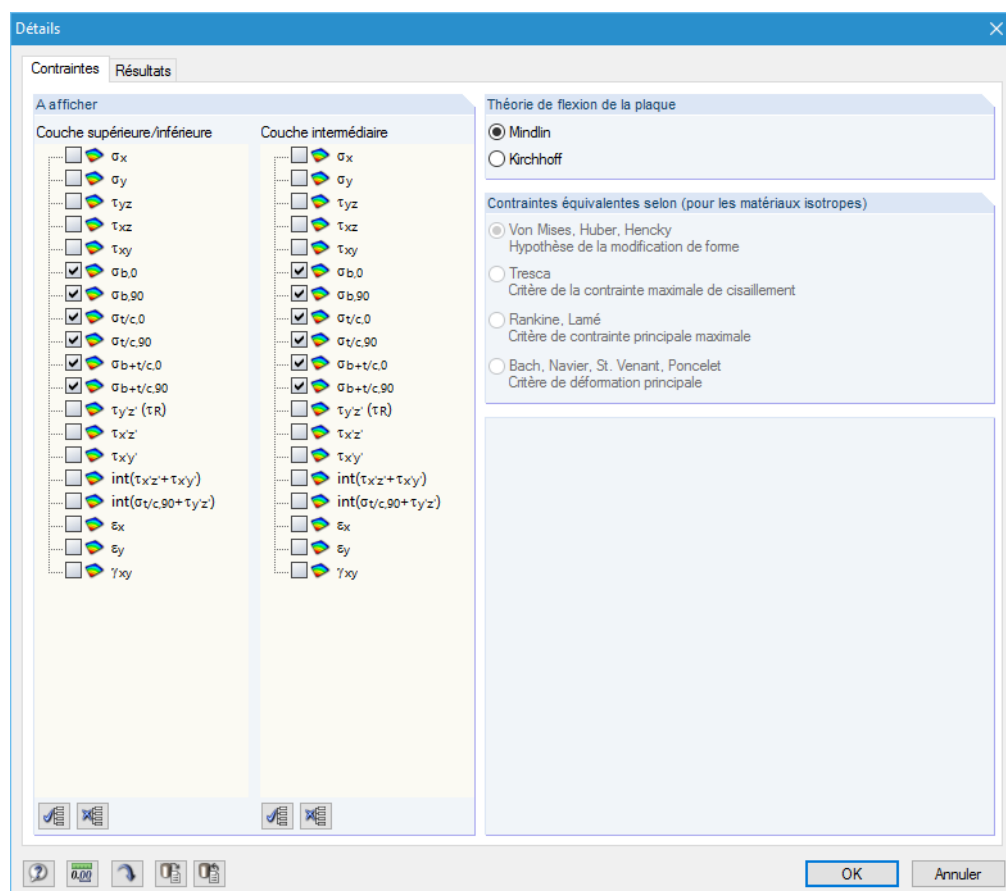 Détails
Contraintes
Résultats
A afficher
Couche supérieure/inférieure
σx
σy
τyz
τxz
τxy
σb,0
σb,90
σt/c,0
σt/c,90
σb+t/c,0
σb+t/c,90
τy'z' (τR)
τx'z'
τx'y'
int(τx'z'+τx'y')
int(σt/c,90+τy'z')
εx
εy
γxy
Couche intermédiaire
σx
σy
τyz
τxz
τxy
σb,0
σb,90
σt/c,0
σt/c,90
σb+t/c,0
σb+t/c,90
τy'z' (τR)
τx'z'
τx'y'
int(τx'z'+τx'y')
int(σt/c,90+τy'z')
εx
εy
γxy
Théorie de flexion de la plaque
Mindlin
Kirchhoff
Contraintes équivalentes selon (pour les matériaux isotropes)
Von Mises, Huber, Hencky
Hypothèse de la modification de forme
Tresca
Critère de la contrainte maximale de cisaillement
Rankine, Lamé
Critère de contrainte principale maximale
Bach, Navier, St. Venant, Poncelet
Critère de déformation principale
0.00
OK
Annuler